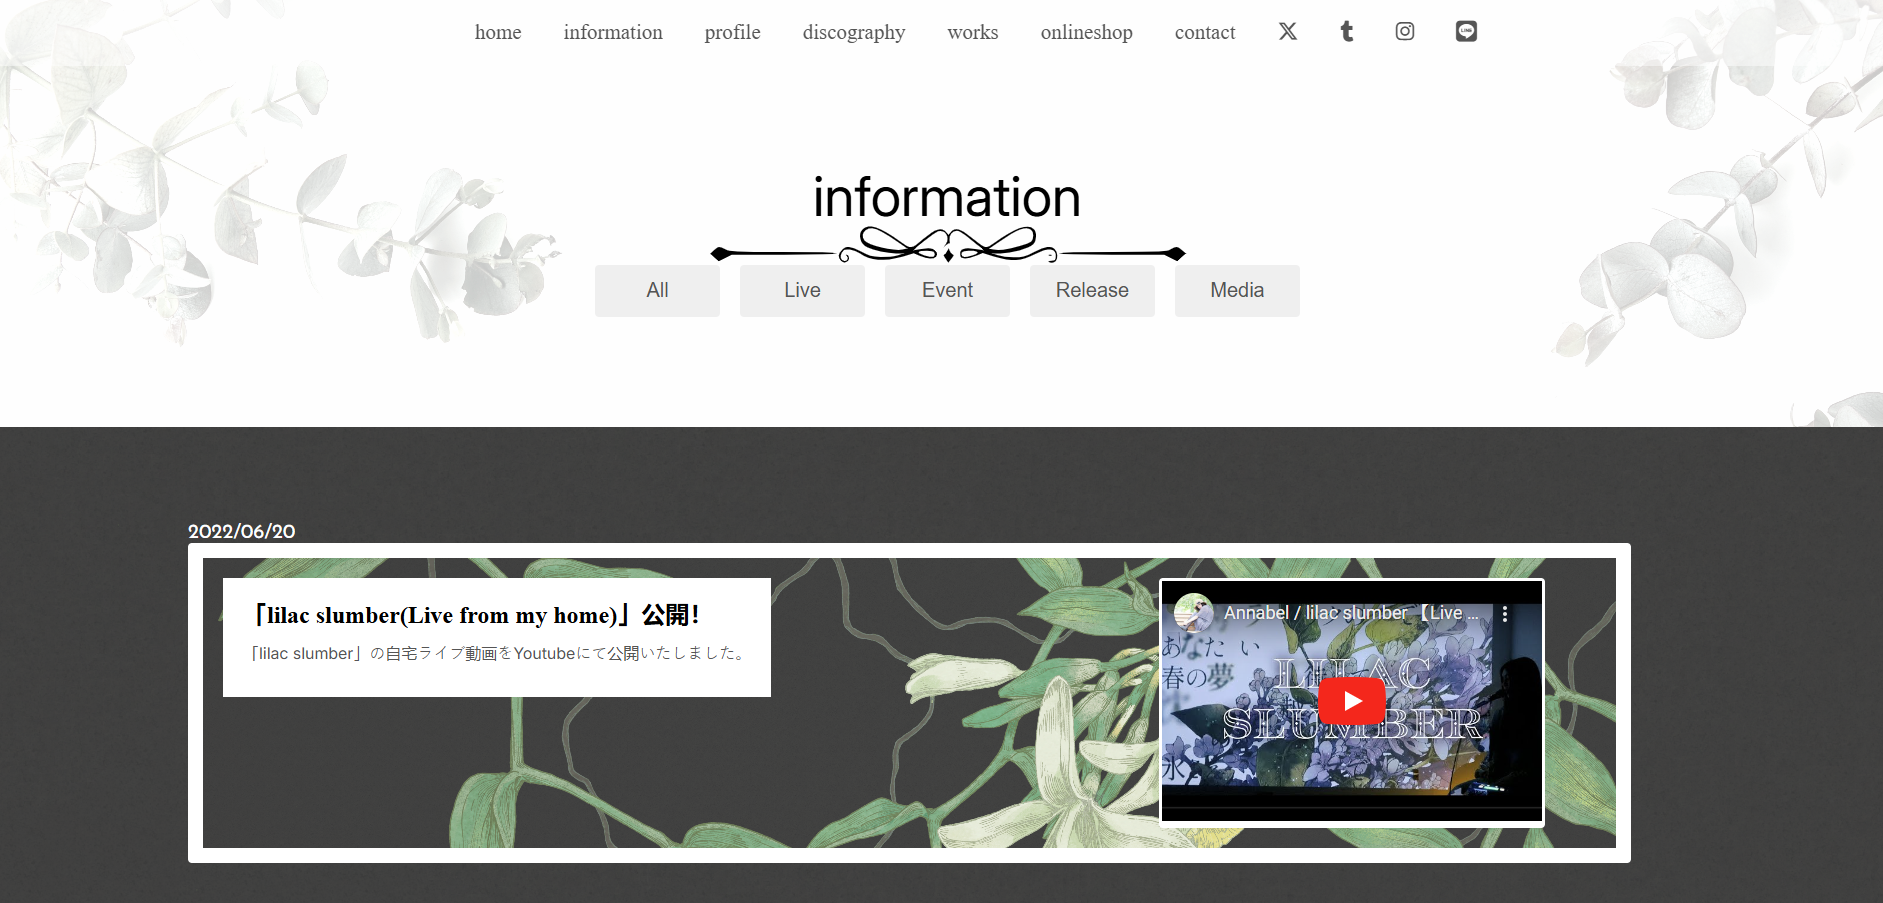 home information profile discography works onlineshop contact
information
All Live Event Release Media
2022/06/20
「lilac slumber(Live from my home)」公開!
「lilac slumber」の自宅ライブ動画をYoutubeにて公開いたしました。
Annabel / lilac slumber 【Live ...
あなたい
春の夢
LILAC
SLUMBER
氷